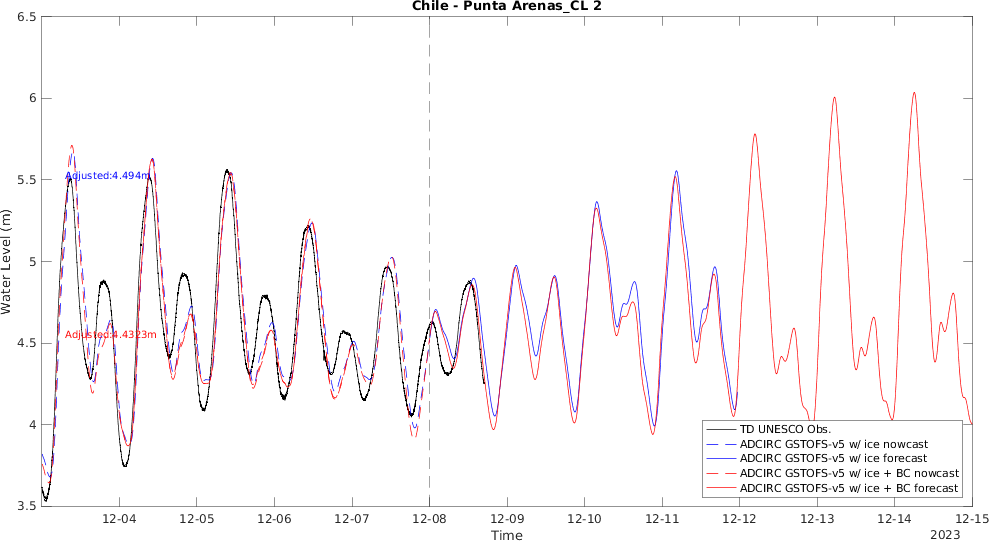 Chile - Punta Arenas_CL 2
6.5
6
5.5
5
4.5
4
3.5
Water Level (m)
Adjusted:4.494m
Adjusted:4.4323m
TD UNESCO Obs.
ADCIRC GSTOFS-v5 w/ ice nowcast
ADCIRC GSTOFS-v5 w/ ice forecast
ADCIRC GSTOFS-v5 w/ ice + BC nowcast
ADCIRC GSTOFS-v5 w/ ice + BC forecast
12-04 12-05 12-06 12-07 12-08 12-09 12-10 12-11 12-12 12-13 12-14 12-15
Time
2023